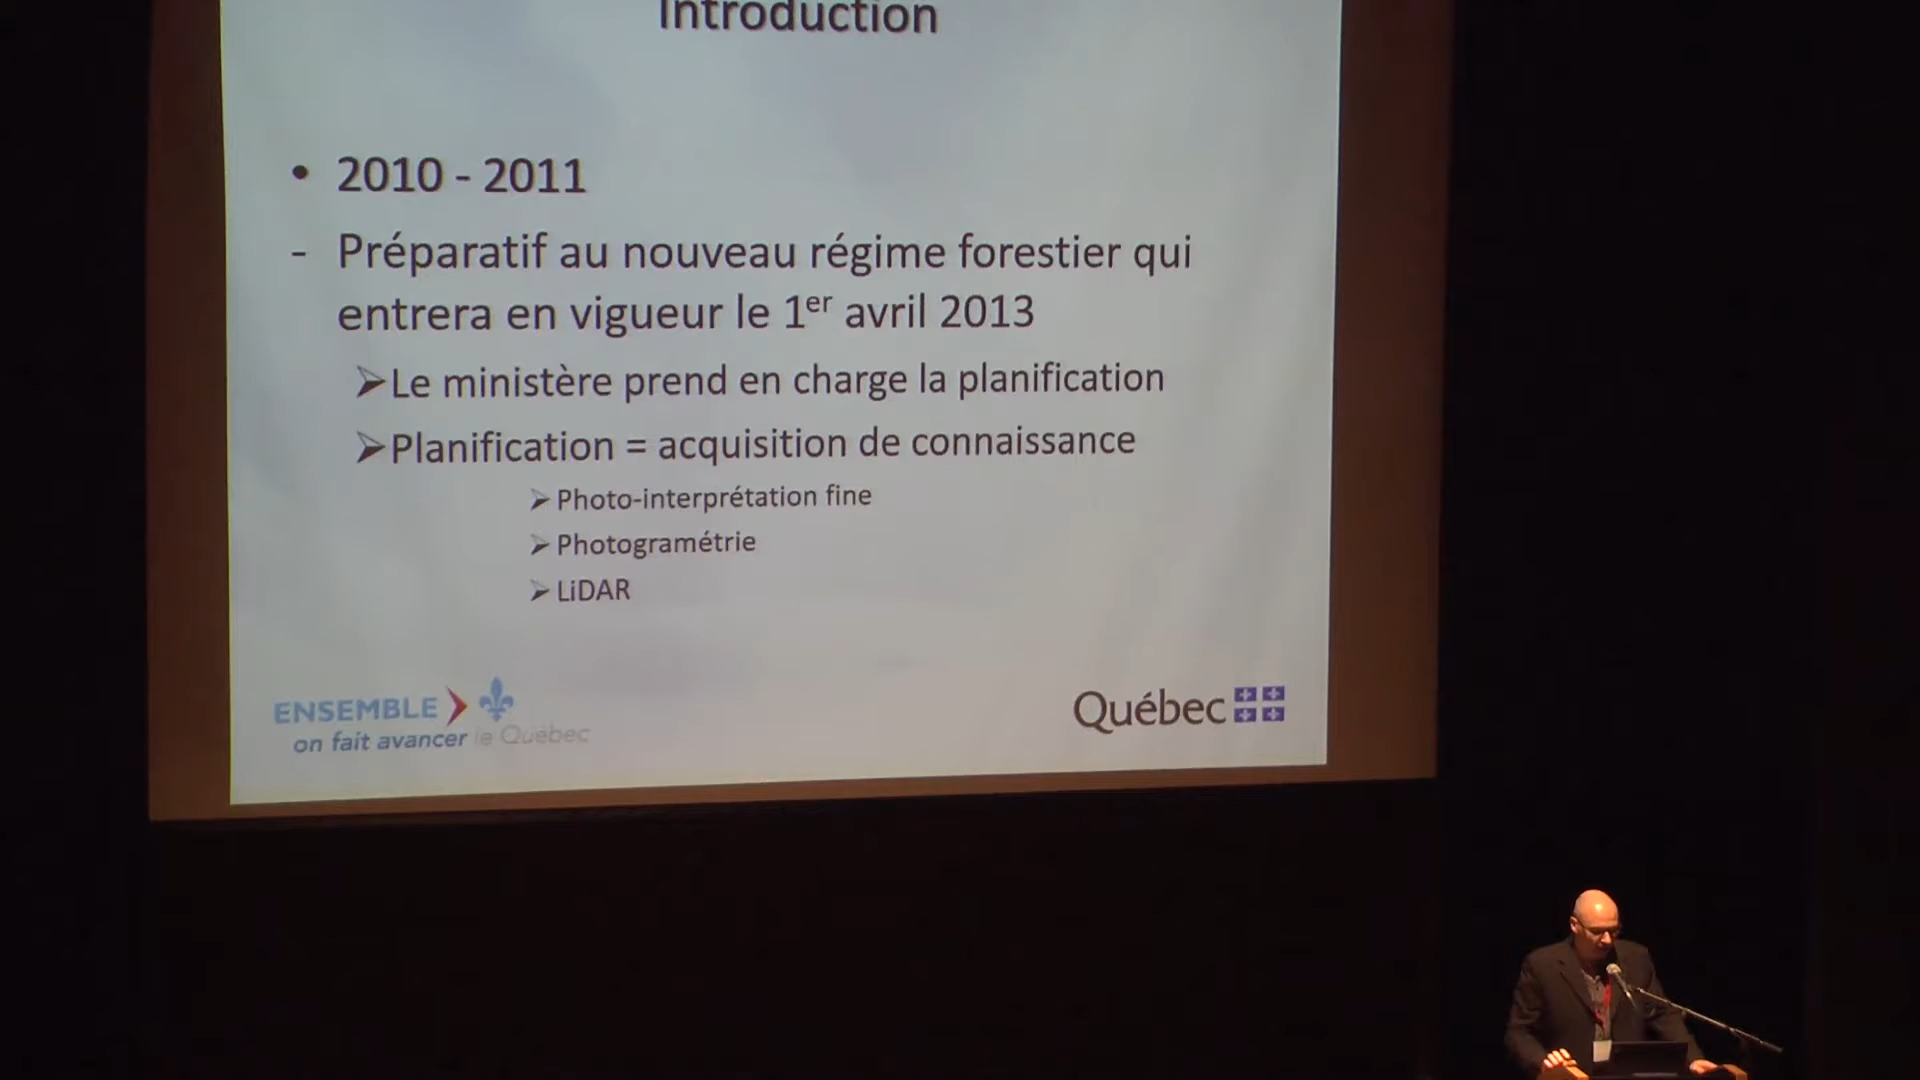 Introduction
• 2010 - 2011
- Préparatif au nouveau régime forestier qui
entrera en vigueur le 1er avril 2013
➢Le ministère prend en charge la planification
➢Planification = acquisition de connaissance
➢Photo-interprétation fine
➢Photogramétrie
➢LiDAR
ENSEMBLE
on fait avancer le Québec
Québec